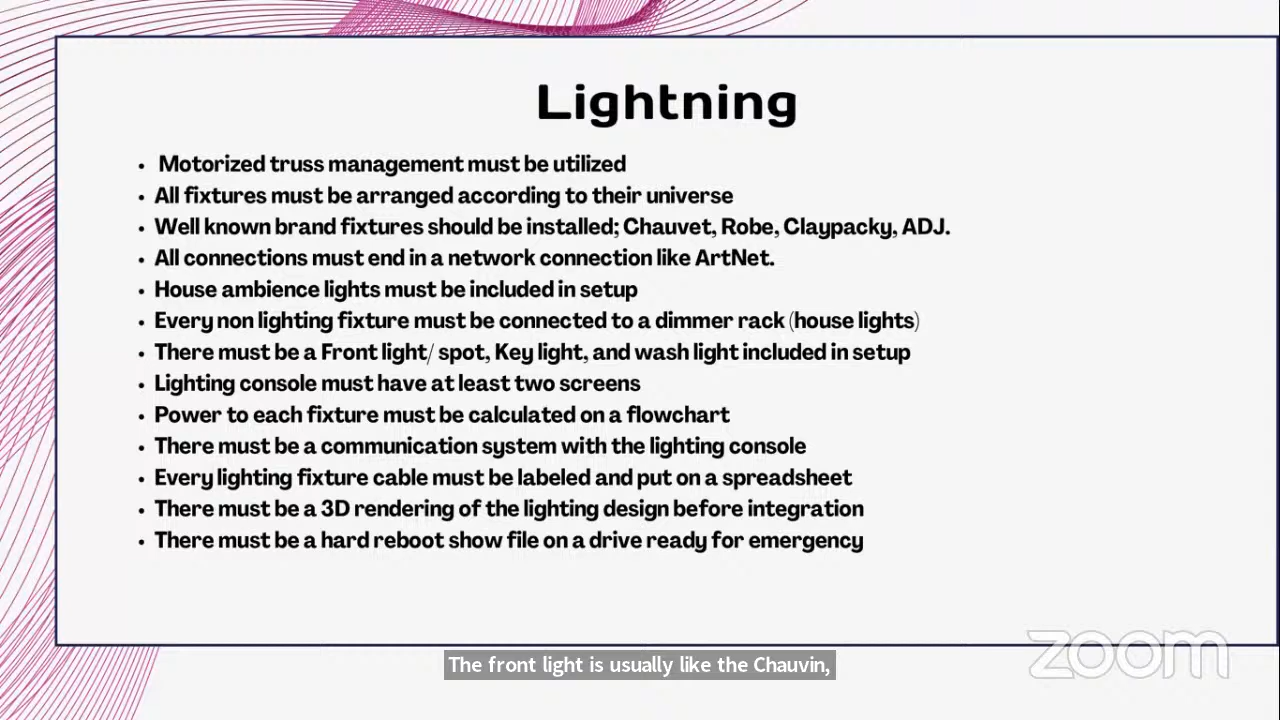 Lightning
• Motorized truss management must be utilized
• All fixtures must be arranged according to their universe
• Well known brand fixtures should be installed; Chauvet, Robe, Claypacky, ADJ.
• All connections must end in a network connection like ArtNet.
• House ambience lights must be included in setup
• Every non lighting fixture must be connected to a dimmer rack (house lights)
• There must be a Front light/ spot, Key light, and wash light included in setup
• Lighting console must have at least two screens
• Power to each fixture must be calculated on a flowchart
• There must be a communication system with the lighting console
• Every lighting fixture cable must be labeled and put on a spreadsheet
• There must be a 3D rendering of the lighting design before integration
• There must be a hard reboot show file on a drive ready for emergency
zoom
The front light is usually like the Chauvin,